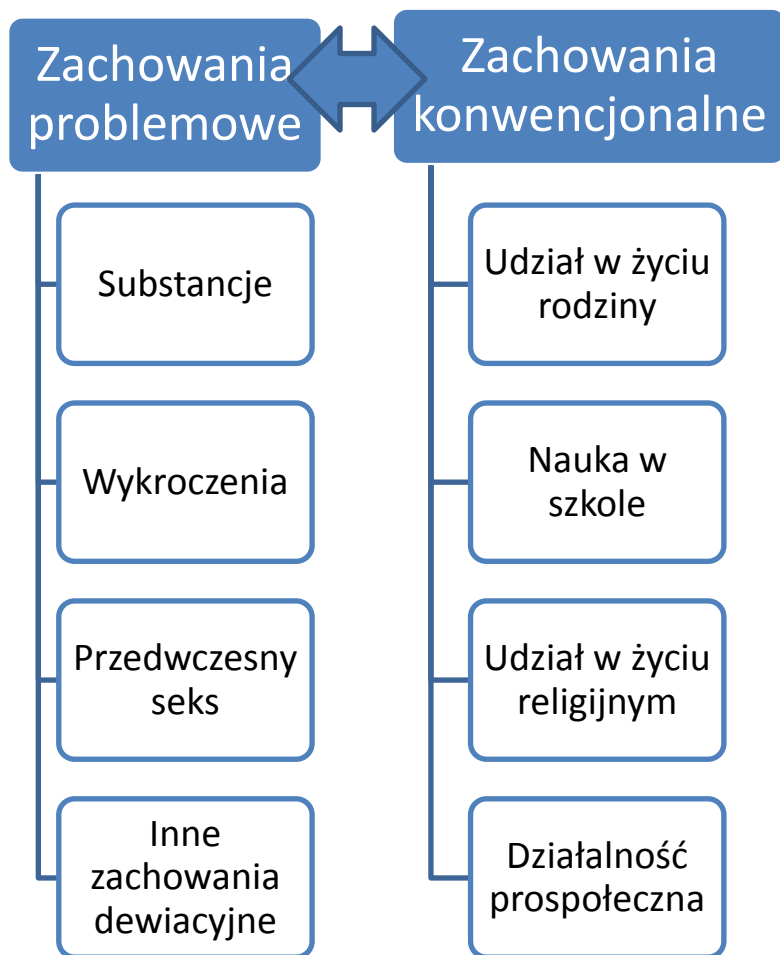 Zachowania
problemowe
Substancje
Wykroczenia
Przedwczesny
seks
Inne
zachowania
dewiacyjne
Zachowania
konwencjonalne
Udział w życiu
rodziny
Nauka w
szkole
Udział w życiu
religijnym
Działalność
prospołeczna